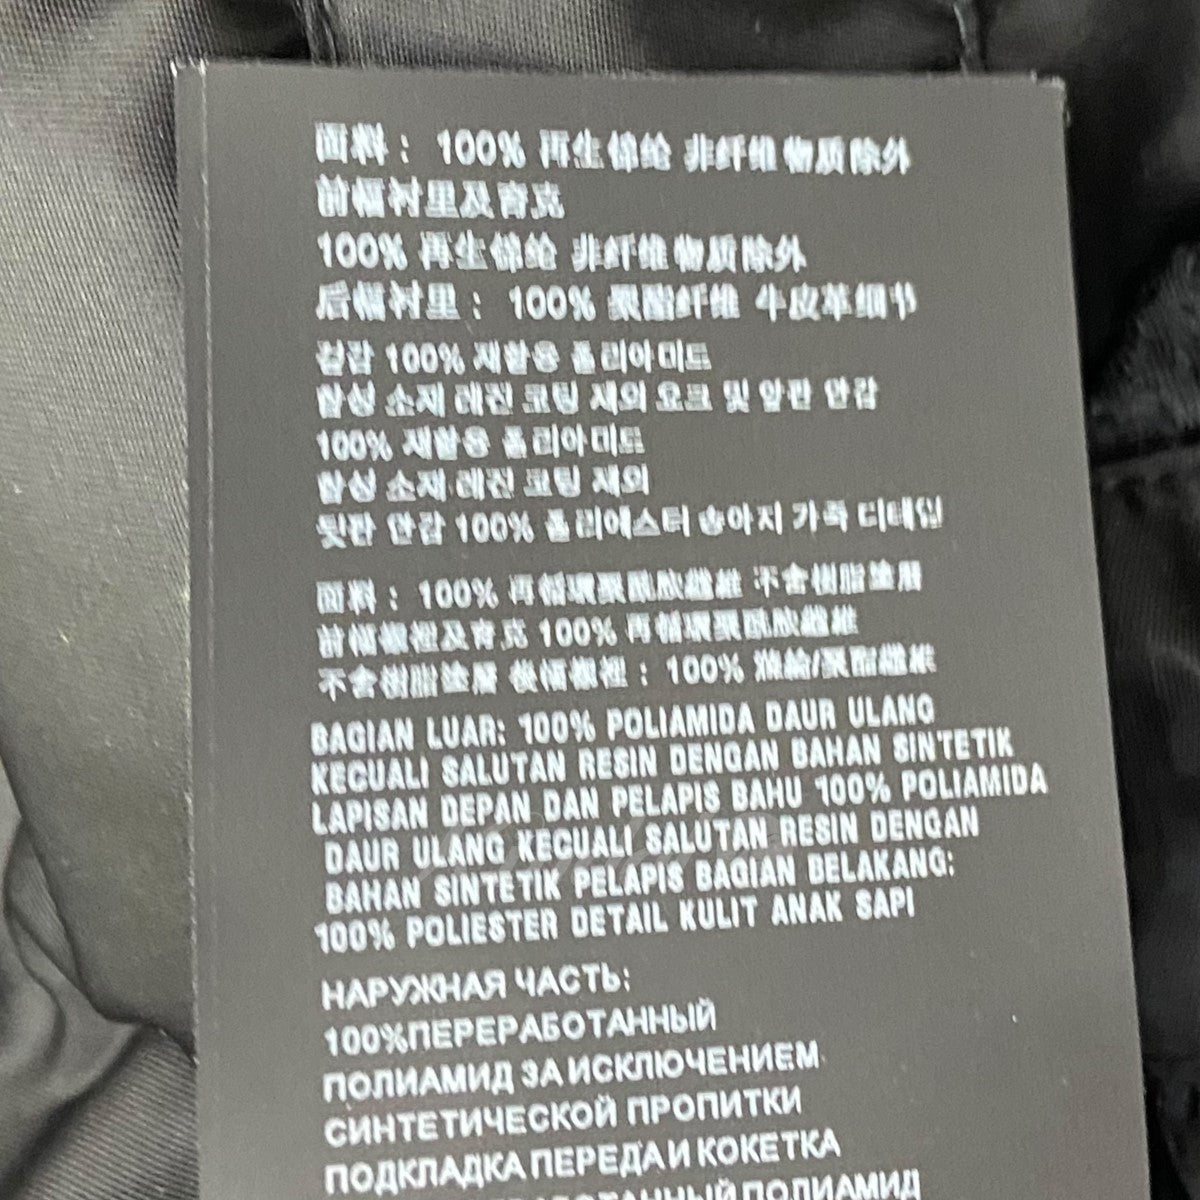 面料： 100% 再生锦纶 非纤维物质除外
前幅衬里及育克
100% 再生锦纶 非纤维物质除外
后幅衬里： 100% 聚酯纤维 牛皮革细节
겉감 100% 재활용 폴리아미드
합성 소재 레진 코팅 제외 요크 및 앞판 안감
100% 재활용 폴리아미드
합성 소재 레진 코팅 제외
뒷판 안감 100% 폴리에스터 송아지 가죽 디테일
面料： 100% 再循環聚酰胺纖維 不含樹脂塗層
前幅襯裡及育克 100% 再循環聚酰胺纖維
不含樹脂塗層 後幅襯裡： 100% 滌綸/聚酯纖維
BAGIAN LUAR: 100% POLIAMIDA DAUR ULANG
KECUALI SALUTAN RESIN DENGAN BAHAN SINTETIK
LAPISAN DEPAN DAN PELAPIS BAHU 100% POLIAMIDA
DAUR ULANG KECUALI SALUTAN RESIN DENGAN
BAHAN SINTETIK PELAPIS BAGIAN BELAKANG:
100% POLIESTER DETAIL KULIT ANAK SAPI
НАРУЖНАЯ ЧАСТЬ:
100%ПЕРЕРАБОТАННЫЙ
ПОЛИАМИД ЗА ИСКЛЮЧЕНИЕМ
СИНТЕТИЧЕСКОЙ ПРОПИТКИ
ПОДКЛАДКА ПЕРЕДА И КОКЕТКА
ПОЛИАМИД